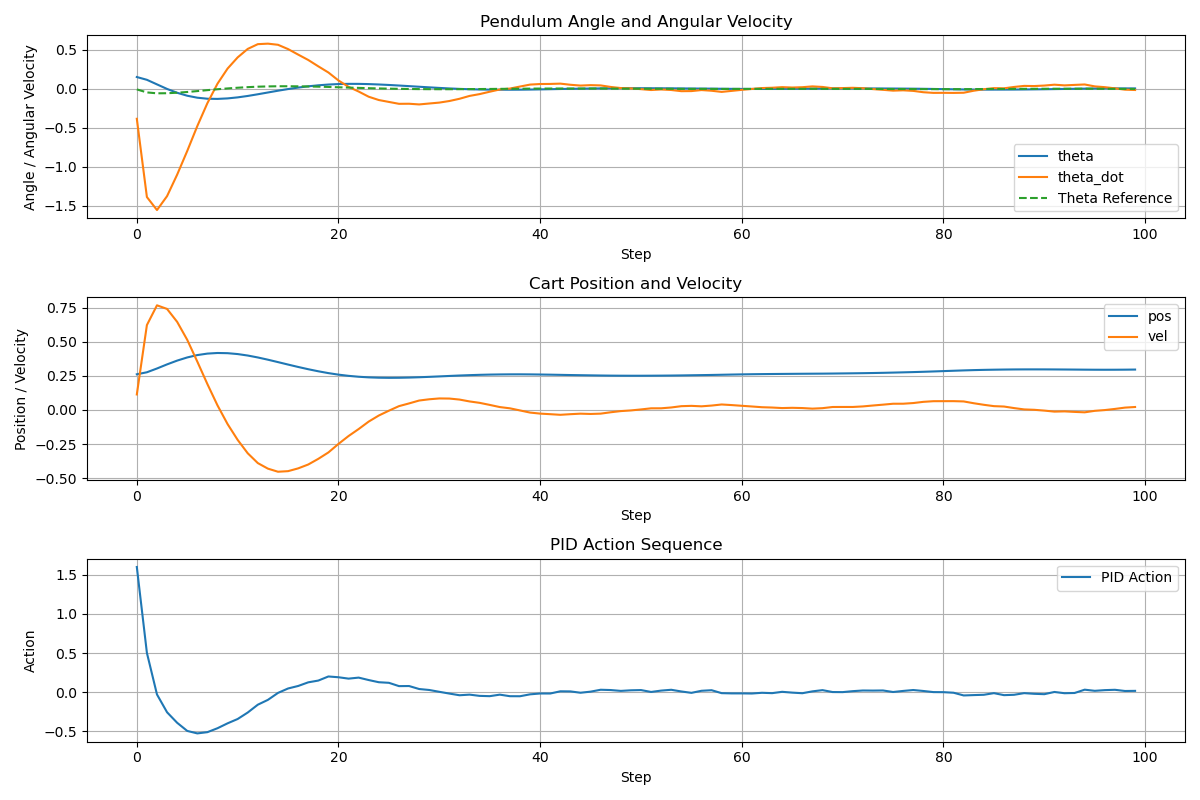 Pendulum Angle and Angular Velocity
Angle / Angular Velocity
0.5
0.0
−0.5
−1.0
−1.5
theta
theta_dot
Theta Reference
0 20 40 60 80 100
Step
Cart Position and Velocity
Position / Velocity
0.75
0.50
0.25
0.00
−0.25
−0.50
pos
vel
0 20 40 60 80 100
Step
PID Action Sequence
Action
1.5
1.0
0.5
0.0
−0.5
PID Action
0 20 40 60 80 100
Step